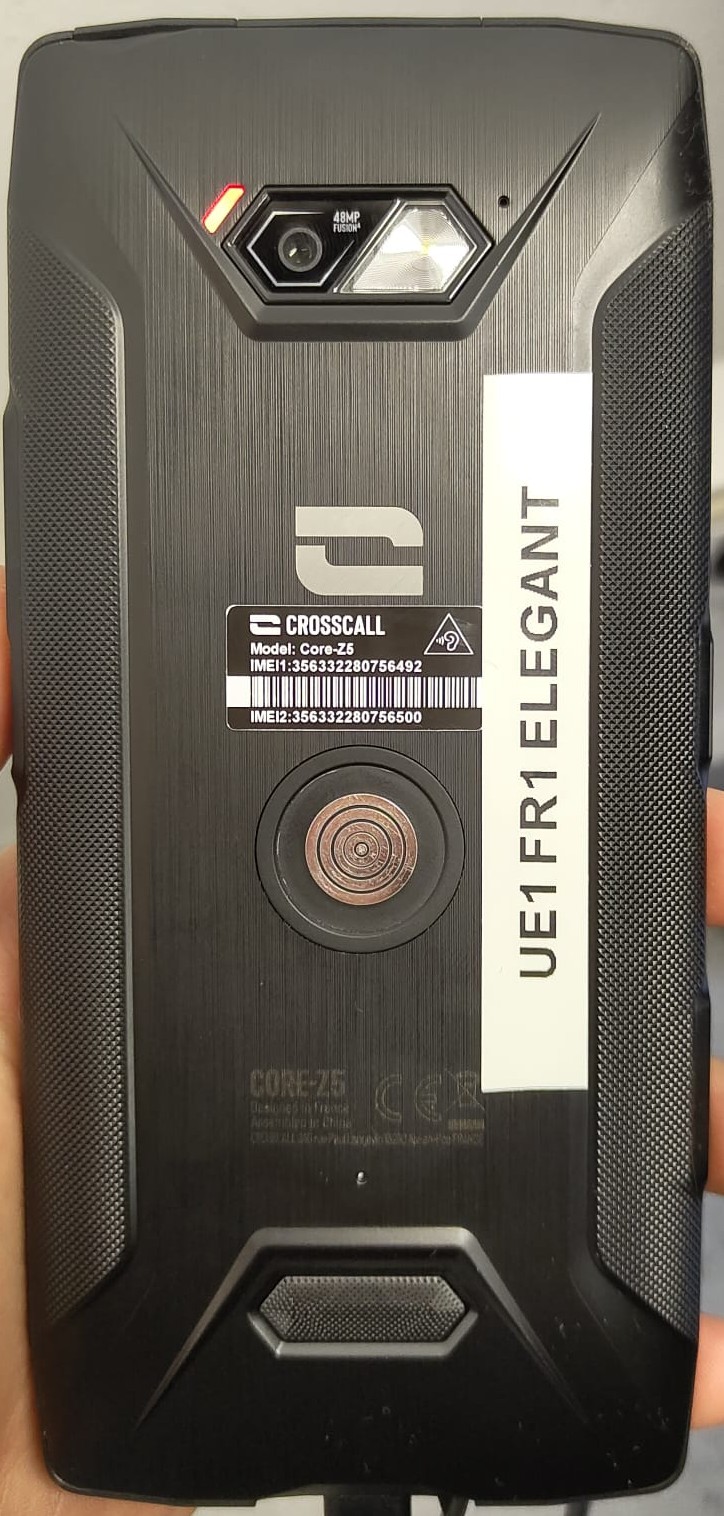 48MP
FUSION⁴
CROSSCALL
Model: Core-Z5
IMEI1:356332280756492
IMEI2:356332280756500
UE1 FR1 ELEGANT
CORE-Z5
Designed in France
Assembled in China